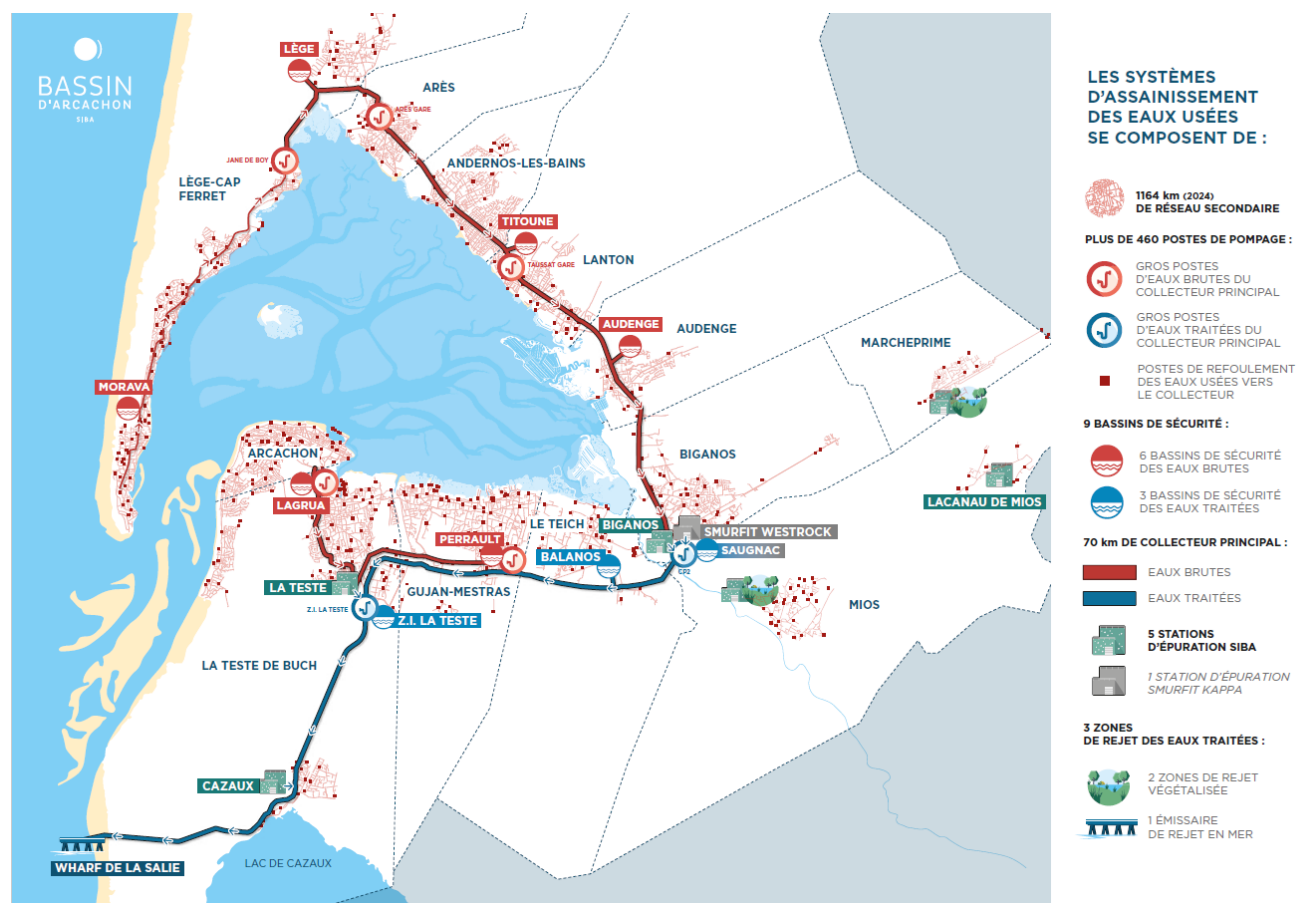 BASSIN
D'ARCACHON
SIBA
LÈGE
ARÈS
ARÈS GARE
JANE DE BOY
ANDERNOS-LES-BAINS
LÈGE-CAP
FERRET
TITOUNE
TAUSSAT GARE
LANTON
AUDENGE
AUDENGE
MARCHEPRIME
MORAVA
ARCACHON
BIGANOS
LAGRUA
LACANAU DE MIOS
LE TEICH
BIGANOS
SMURFIT WESTROCK
PERRAULT
BALANOS
SAUGNAC
CP2
LA TESTE
GUJAN-MESTRAS
MIOS
Z.I. LA TESTE
Z.I. LA TESTE
LA TESTE DE BUCH
CAZAUX
WHARF DE LA SALIE
LAC DE CAZAUX
LES SYSTÈMES
D'ASSAINISSEMENT
DES EAUX USÉES
SE COMPOSENT DE :
1164 km (2024)
DE RÉSEAU SECONDAIRE
PLUS DE 460 POSTES DE POMPAGE :
GROS POSTES
D'EAUX BRUTES DU
COLLECTEUR PRINCIPAL
GROS POSTES
D'EAUX TRAITÉES DU
COLLECTEUR PRINCIPAL
POSTES DE REFOULEMENT
DES EAUX USÉES VERS
LE COLLECTEUR
9 BASSINS DE SÉCURITÉ :
6 BASSINS DE SÉCURITÉ
DES EAUX BRUTES
3 BASSINS DE SÉCURITÉ
DES EAUX TRAITÉES
70 km DE COLLECTEUR PRINCIPAL :
EAUX BRUTES
EAUX TRAITÉES
5 STATIONS
D'ÉPURATION SIBA
1 STATION D'ÉPURATION
SMURFIT KAPPA
3 ZONES
DE REJET DES EAUX TRAITÉES :
2 ZONES DE REJET
VÉGÉTALISÉE
1 ÉMISSAIRE
DE REJET EN MER